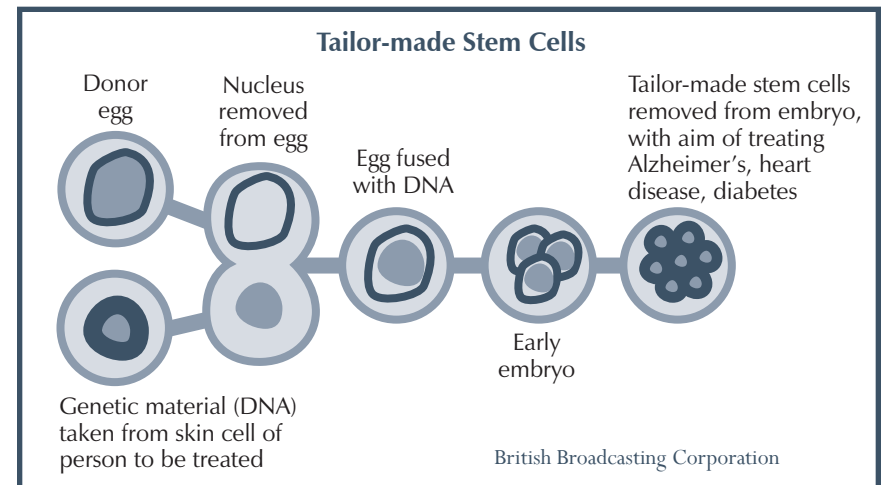 Tailor-made Stem Cells
Donor
egg
Nucleus
removed
from egg
Egg fused
with DNA
Tailor-made stem cells
removed from embryo,
with aim of treating
Alzheimer’s, heart
disease, diabetes
Early
embryo
Genetic material (DNA)
taken from skin cell of
person to be treated
British Broadcasting Corporation